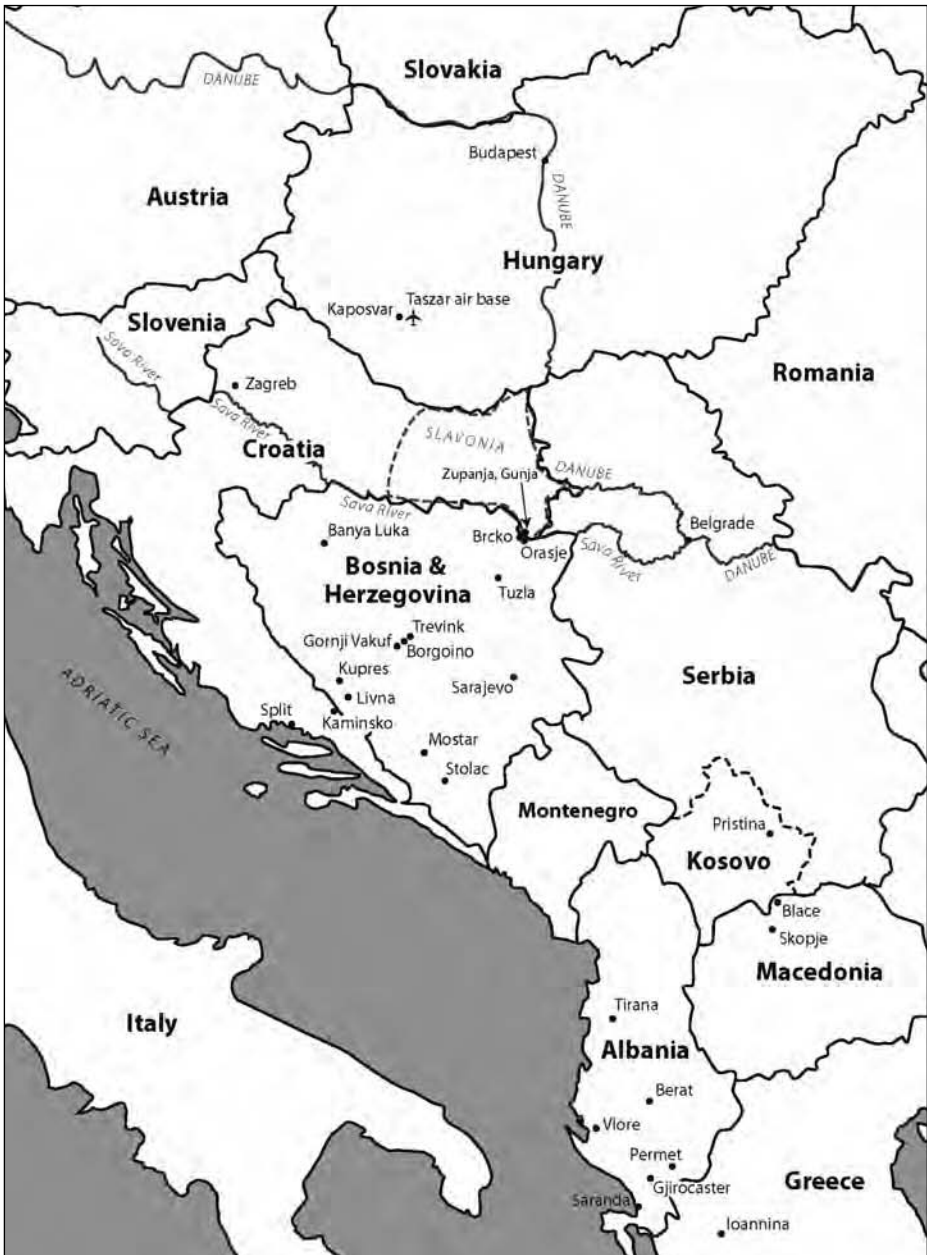 Slovakia
DANUBE
Budapest
Austria
DANUBE
Hungary
Kaposvar
Taszar air base
Slovenia
Sava River
Romania
Zagreb
Sava River
SLAVONIA
Croatia
Zupanja, Gunja
DANUBE
Sava River
Banya Luka
Brcko
Orasje
Belgrade
Sava River
DANUBE
Bosnia &
Herzegovina
Tuzla
Trevink
Gornji Vakuf
Borgoino
Kupres
Sarajevo
Serbia
Livna
Split
Kaminsko
ADRIATIC SEA
Mostar
Stolac
Montenegro
Pristina
Kosovo
Blace
Skopje
Macedonia
Tirana
Italy
Albania
Berat
Vlore
Permet
Gjirocaster
Greece
Saranda
Ioannina